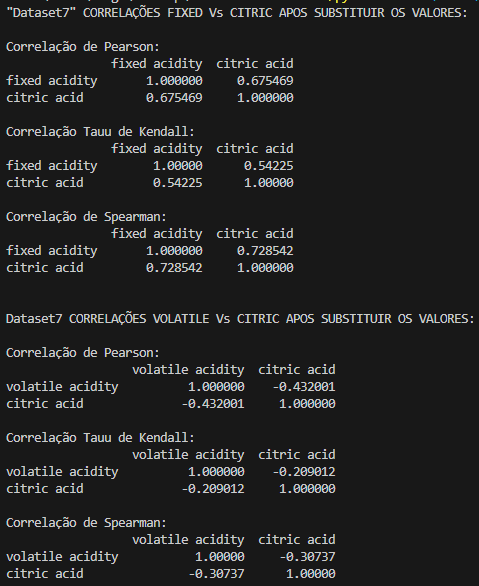 "Dataset7" CORRELAÇÕES FIXED Vs CITRIC APOS SUBSTITUIR OS VALORES:
Correlação de Pearson:
fixed acidity citric acid
fixed acidity 1.000000 0.675469
citric acid 0.675469 1.000000
Correlação Tauu de Kendall:
fixed acidity citric acid
fixed acidity 1.00000 0.54225
citric acid 0.54225 1.00000
Correlação de Spearman:
fixed acidity citric acid
fixed acidity 1.000000 0.728542
citric acid 0.728542 1.000000
Dataset7 CORRELAÇÕES VOLATILE Vs CITRIC APOS SUBSTITUIR OS VALORES:
Correlação de Pearson:
volatile acidity citric acid
volatile acidity 1.000000 -0.432001
citric acid -0.432001 1.000000
Correlação Tauu de Kendall:
volatile acidity citric acid
volatile acidity 1.000000 -0.209012
citric acid -0.209012 1.000000
Correlação de Spearman:
volatile acidity citric acid
volatile acidity 1.00000 -0.30737
citric acid -0.30737 1.00000